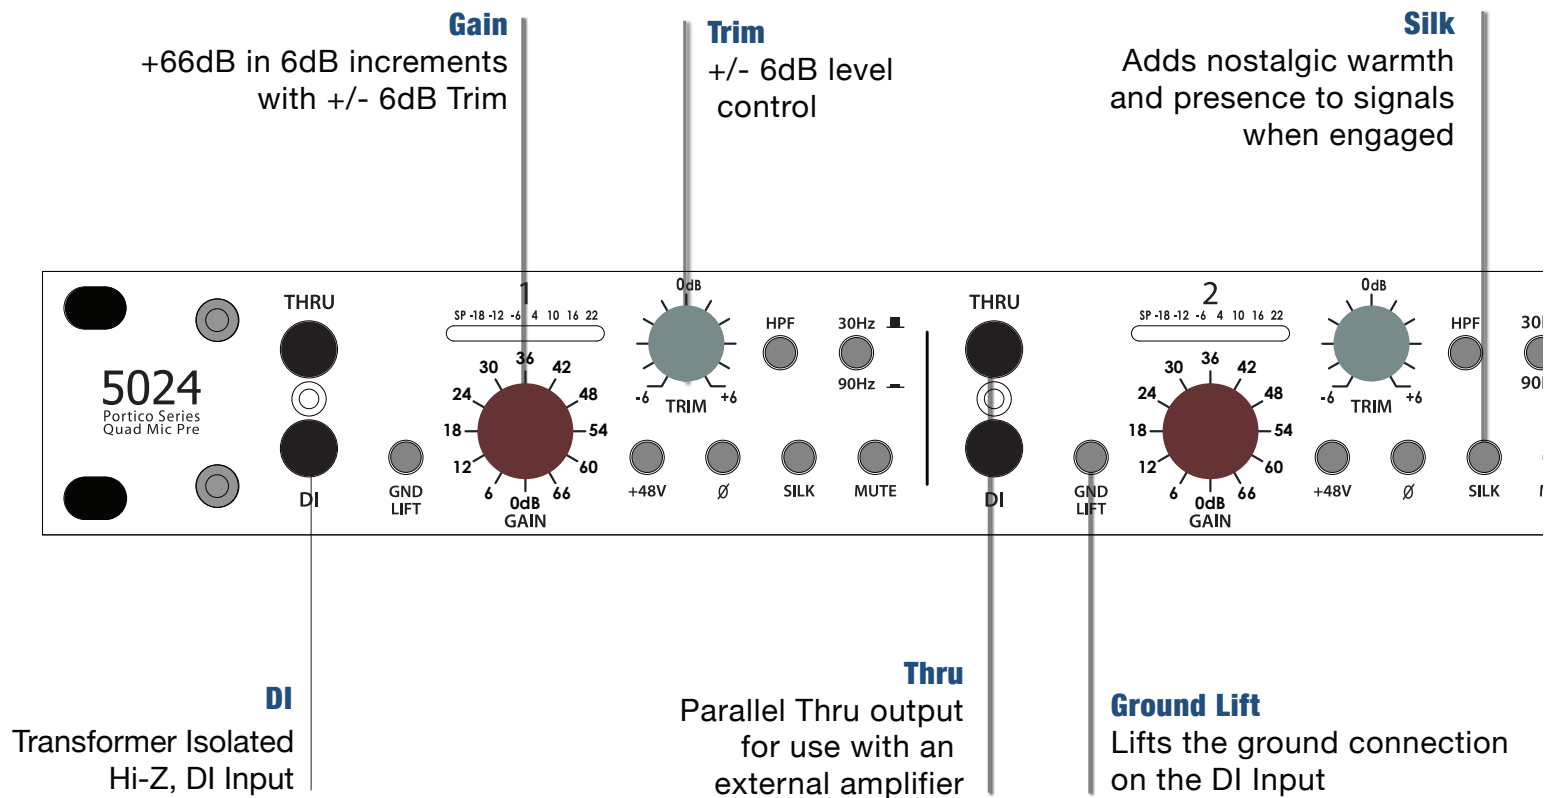 Gain
+66dB in 6dB increments
with +/- 6dB Trim
Trim
+/- 6dB level
control
Silk
Adds nostalgic warmth
and presence to signals
when engaged
5024
Portico Series
Quad Mic Pre
THRU
DI
GND
LIFT
1
SP -18 -12 -6 4 10 16 22
0dB 6 12 18 24 30 36 42 48 54 60 66
GAIN
0dB
-6 +6
TRIM
HPF
30Hz
90Hz
+48V
Ø
SILK
MUTE
THRU
DI
GND
LIFT
2
SP -18 -12 -6 4 10 16 22
0dB 6 12 18 24 30 36 42 48 54 60 66
GAIN
0dB
-6 +6
TRIM
HPF
30
90
+48V
Ø
SILK
DI
Transformer Isolated
Hi-Z, DI Input
Thru
Parallel Thru output
for use with an
external amplifier
Ground Lift
Lifts the ground connection
on the DI Input